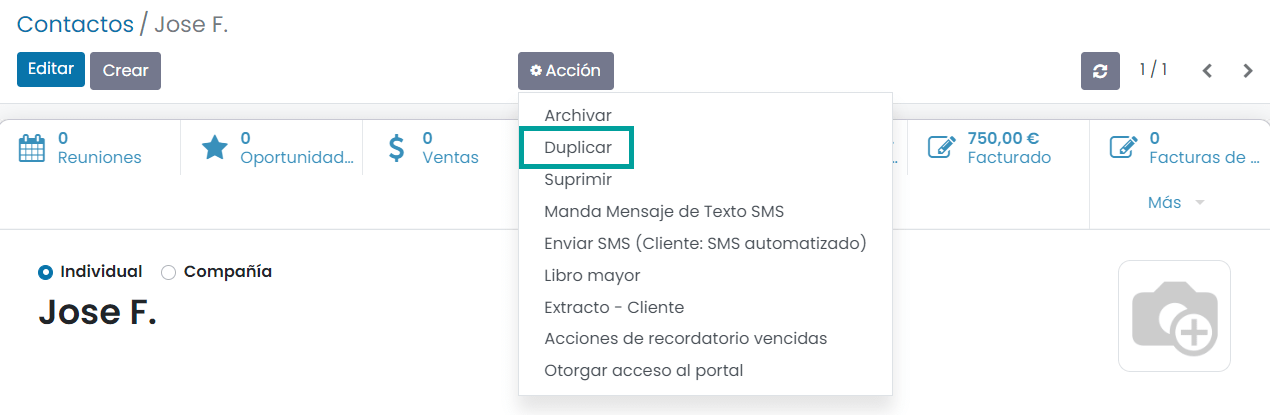 Contactos / Jose F.
Editar Crear Acción 1 / 1
Archivar
Duplicar
Suprimir
Manda Mensaje de Texto SMS
Enviar SMS (Cliente: SMS automatizado)
Libro mayor
Extracto - Cliente
Acciones de recordatorio vencidas
Otorgar acceso al portal
0
Reuniones
0
Oportunidad...
0
Ventas
750,00 €
Facturado
0
Facturas de ...
Más
Individual Compañía
Jose F.